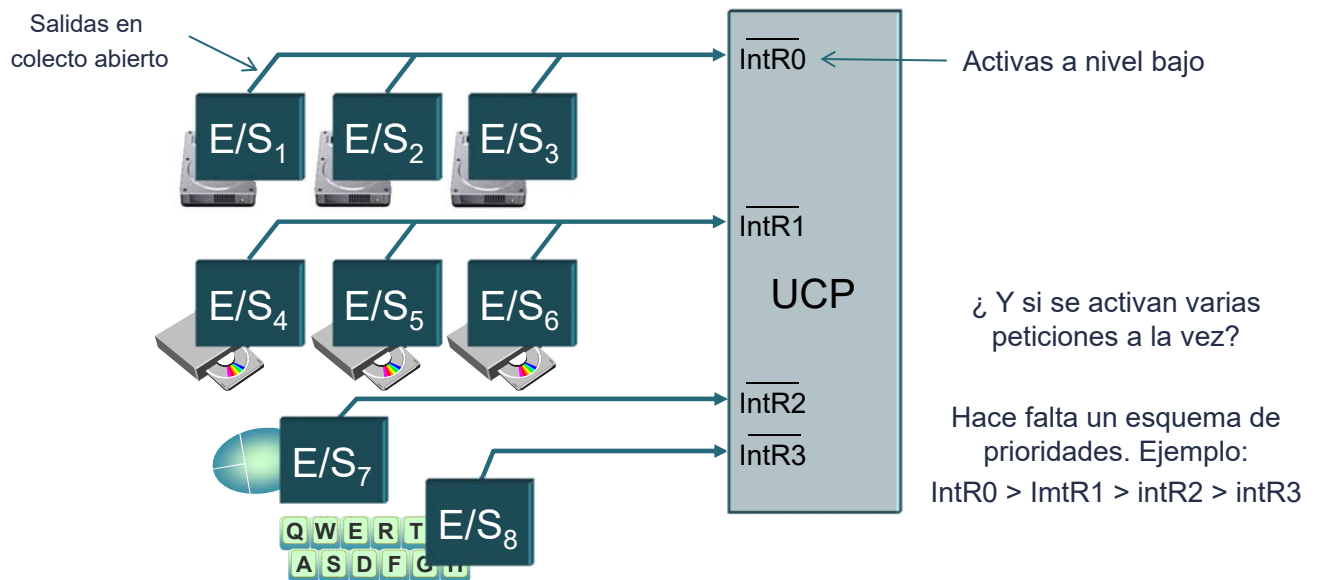 Salidas en
colecto abierto
IntR0
Activas a nivel bajo
E/S1
E/S2
E/S3
IntR1
E/S4
E/S5
E/S6
UCP
¿ Y si se activan varias
peticiones a la vez?
IntR2
IntR3
Hace falta un esquema de
prioridades. Ejemplo:
IntR0 > ImtR1 > intR2 > intR3
E/S7
E/S8
Q W E R T
A S D F G H